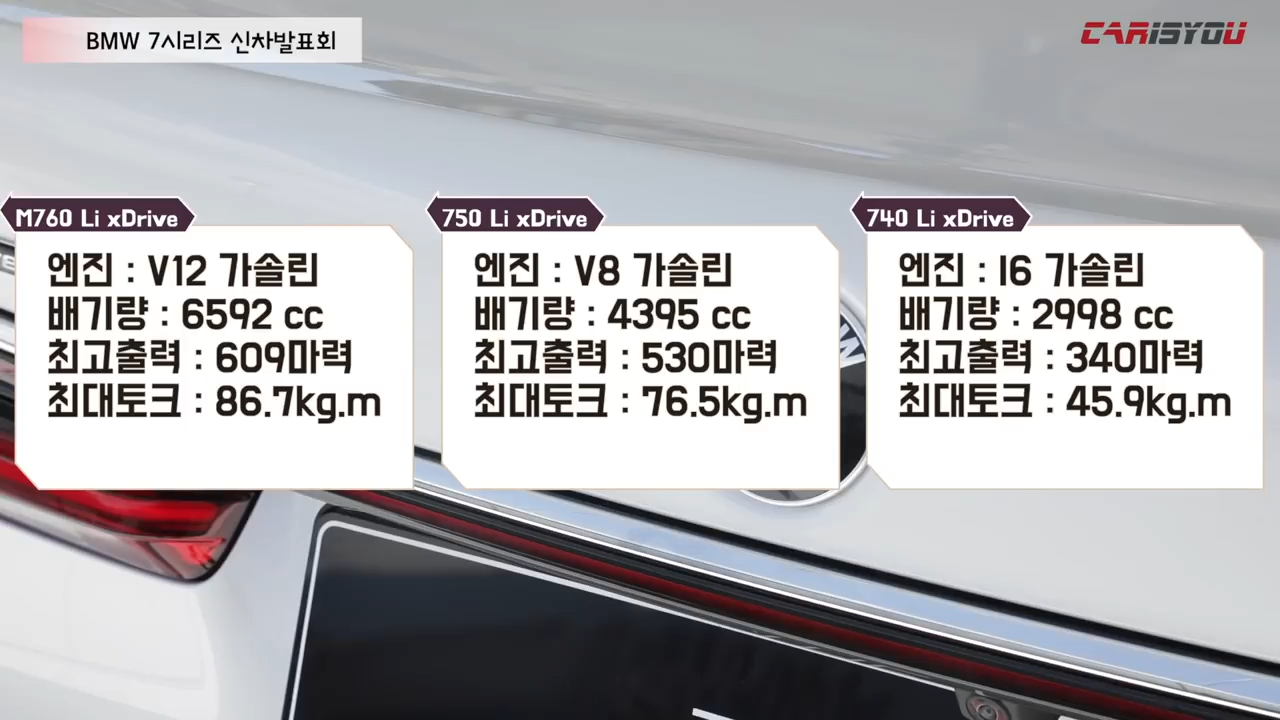 BMW 7시리즈 신차발표회
CARISYOU
M760 Li xDrive
엔진 : V12 가솔린
배기량 : 6592 cc
최고출력 : 609마력
최대토크 : 86.7kg.m
750 Li xDrive
엔진 : V8 가솔린
배기량 : 4395 cc
최고출력 : 530마력
최대토크 : 76.5kg.m
740 Li xDrive
엔진 : I6 가솔린
배기량 : 2998 cc
최고출력 : 340마력
최대토크 : 45.9kg.m